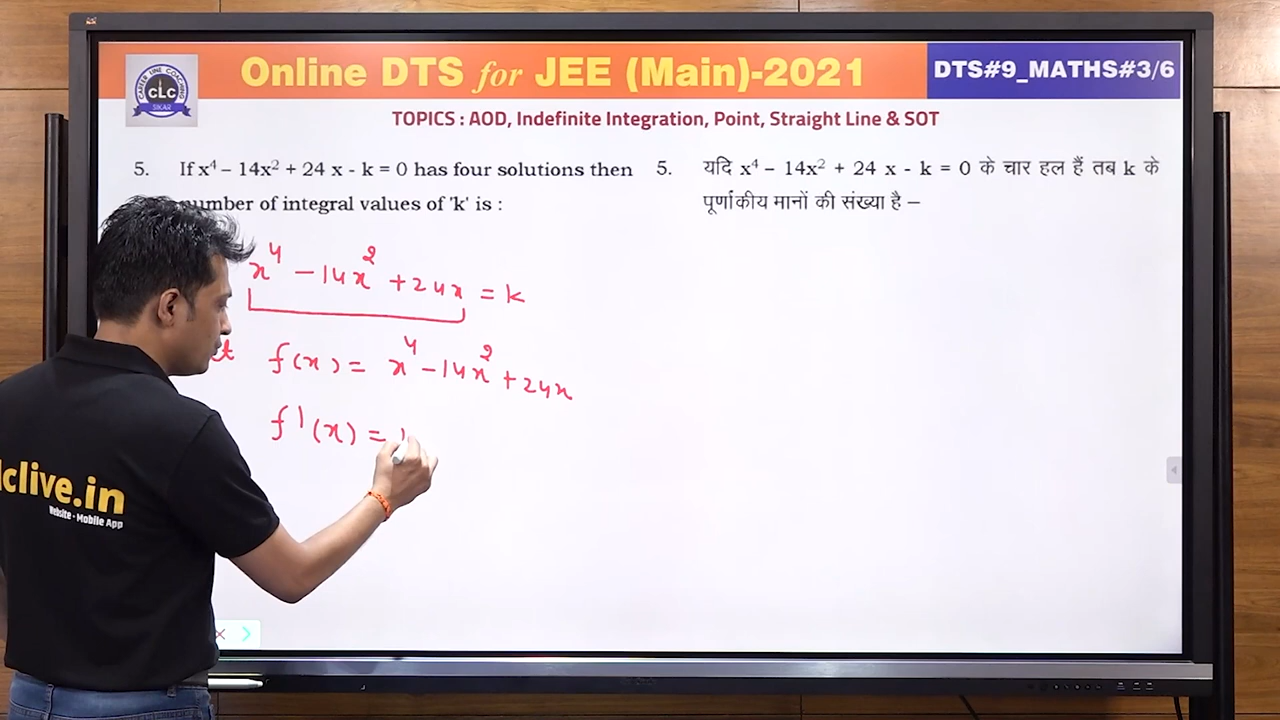 Online DTS for JEE (Main)-2021
DTS#9_MATHS#3/6
CLC
SIKAR
TOPICS : AOD, Indefinite Integration, Point, Straight Line & SOT
5. If x⁴ – 14x² + 24 x - k = 0 has four solutions then
number of integral values of 'k' is :
5. यदि x⁴ – 14x² + 24 x - k = 0 के चार हल हैं तब k के
पूर्णांकीय मानों की संख्या है –
x⁴ – 14x² + 24x = k
f(x) = x⁴ – 14x² + 24x
f'(x) =
clive.in
Website - Mobile App